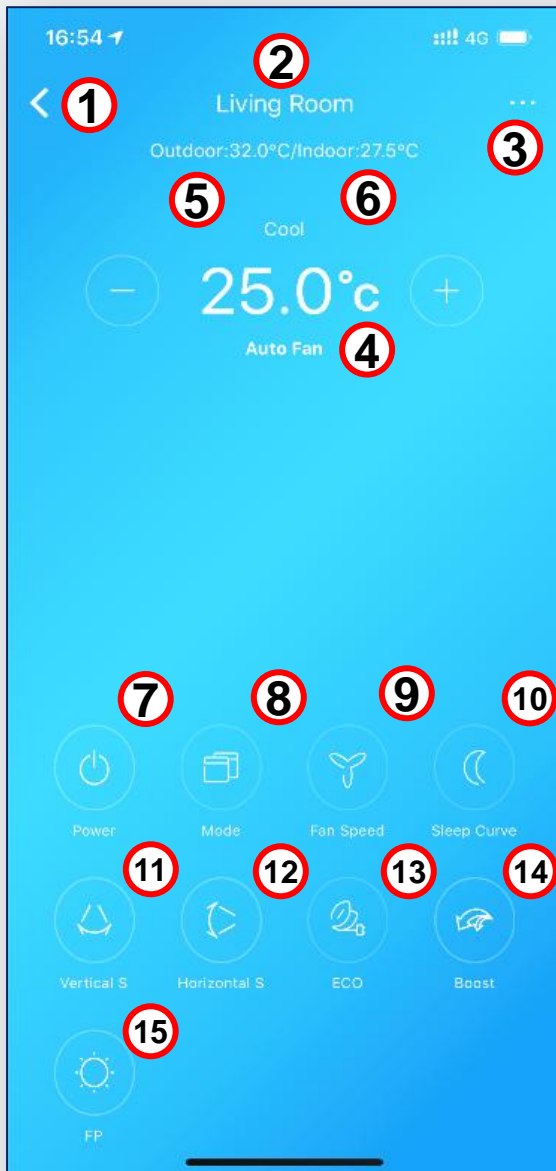 16:54 4G
2
1 Living Room ...
3
Outdoor:32.0°C/Indoor:27.5°C
5 6
Cool
− 25.0°c +
Auto Fan 4
7 8 9 10
Power Mode Fan Speed Sleep Curve
11 12 13 14
Vertical S Horizontal S ECO Boost
15
FP